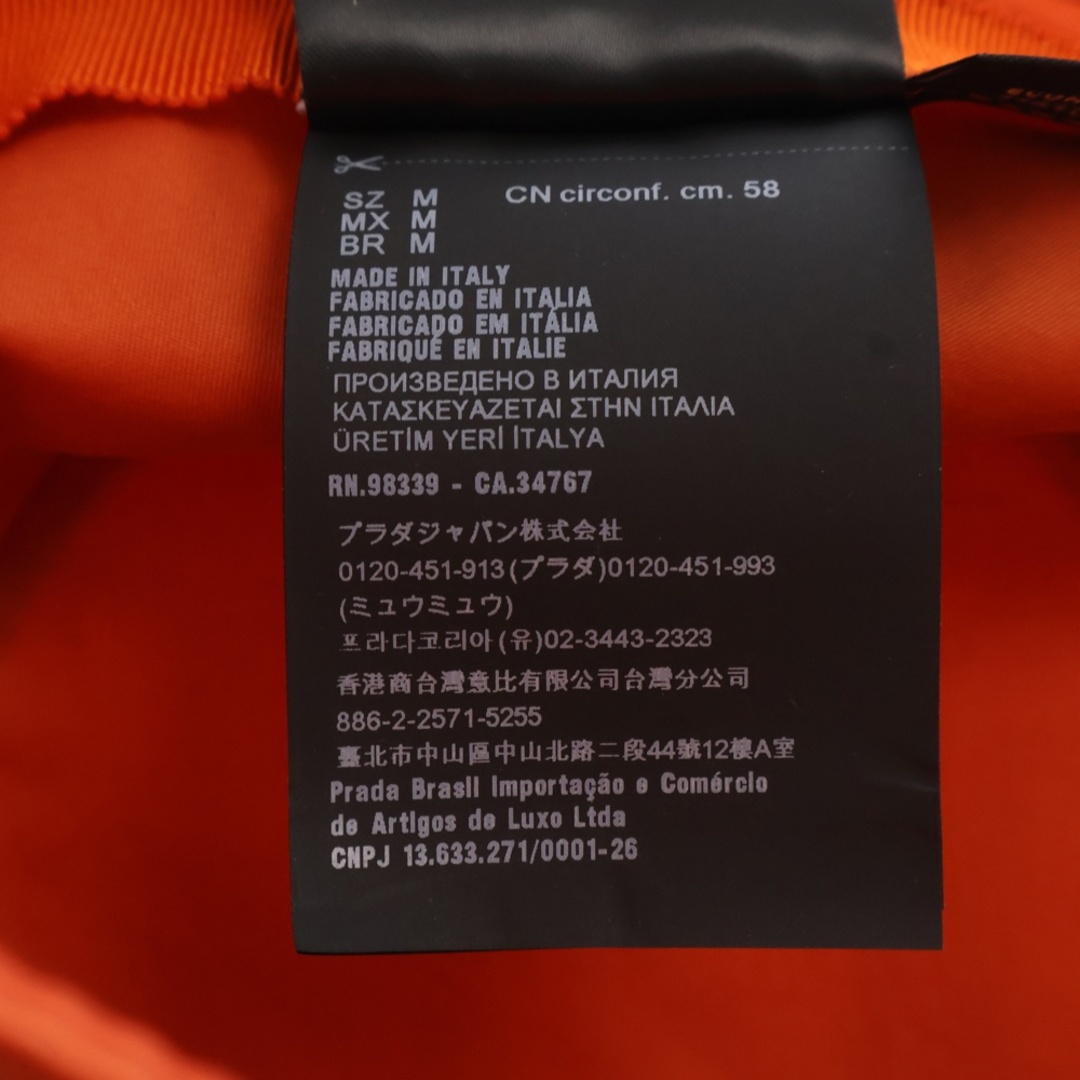 SZ M CN circonf. cm. 58
MX M
BR M
MADE IN ITALY
FABRICADO EN ITALIA
FABRICADO EM ITÁLIA
FABRIQUÉ EN ITALIE
ПРОИЗВЕДЕНО В ИТАЛИЯ
ΚΑΤΑΣΚΕΥΑΖΕΤΑΙ ΣΤΗΝ ΙΤΑΛΙΑ
ÜRETİM YERİ İTALYA
RN.98339 - CA.34767
プラダジャパン株式会社
0120-451-913(プラダ)0120-451-993
(ミュウミュウ)
프라다코리아(유)02-3443-2323
香港商台灣意比有限公司台灣分公司
886-2-2571-5255
臺北市中山區中山北路二段44號12樓A室
Prada Brasil Importação e Comércio
de Artigos de Luxo Ltda
CNPJ 13.633.271/0001-26